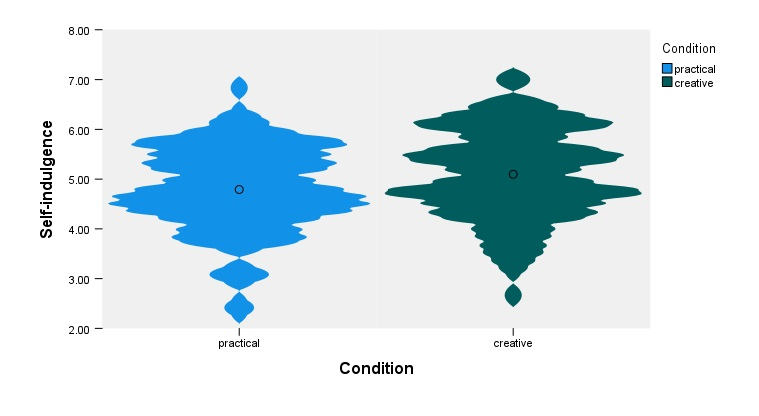 8.00
7.00
6.00
5.00
4.00
3.00
2.00
Self-indulgence
practical
creative
Condition
Condition
practical
creative